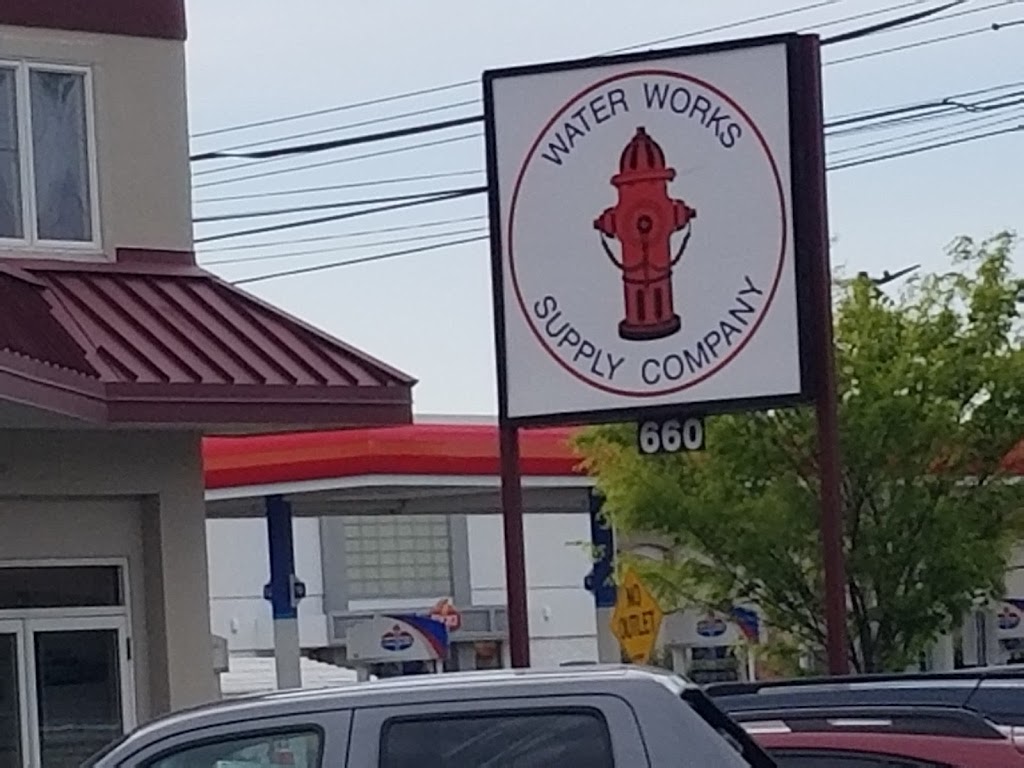 WATER WORKS
SUPPLY COMPANY
660
NO
OUTLET